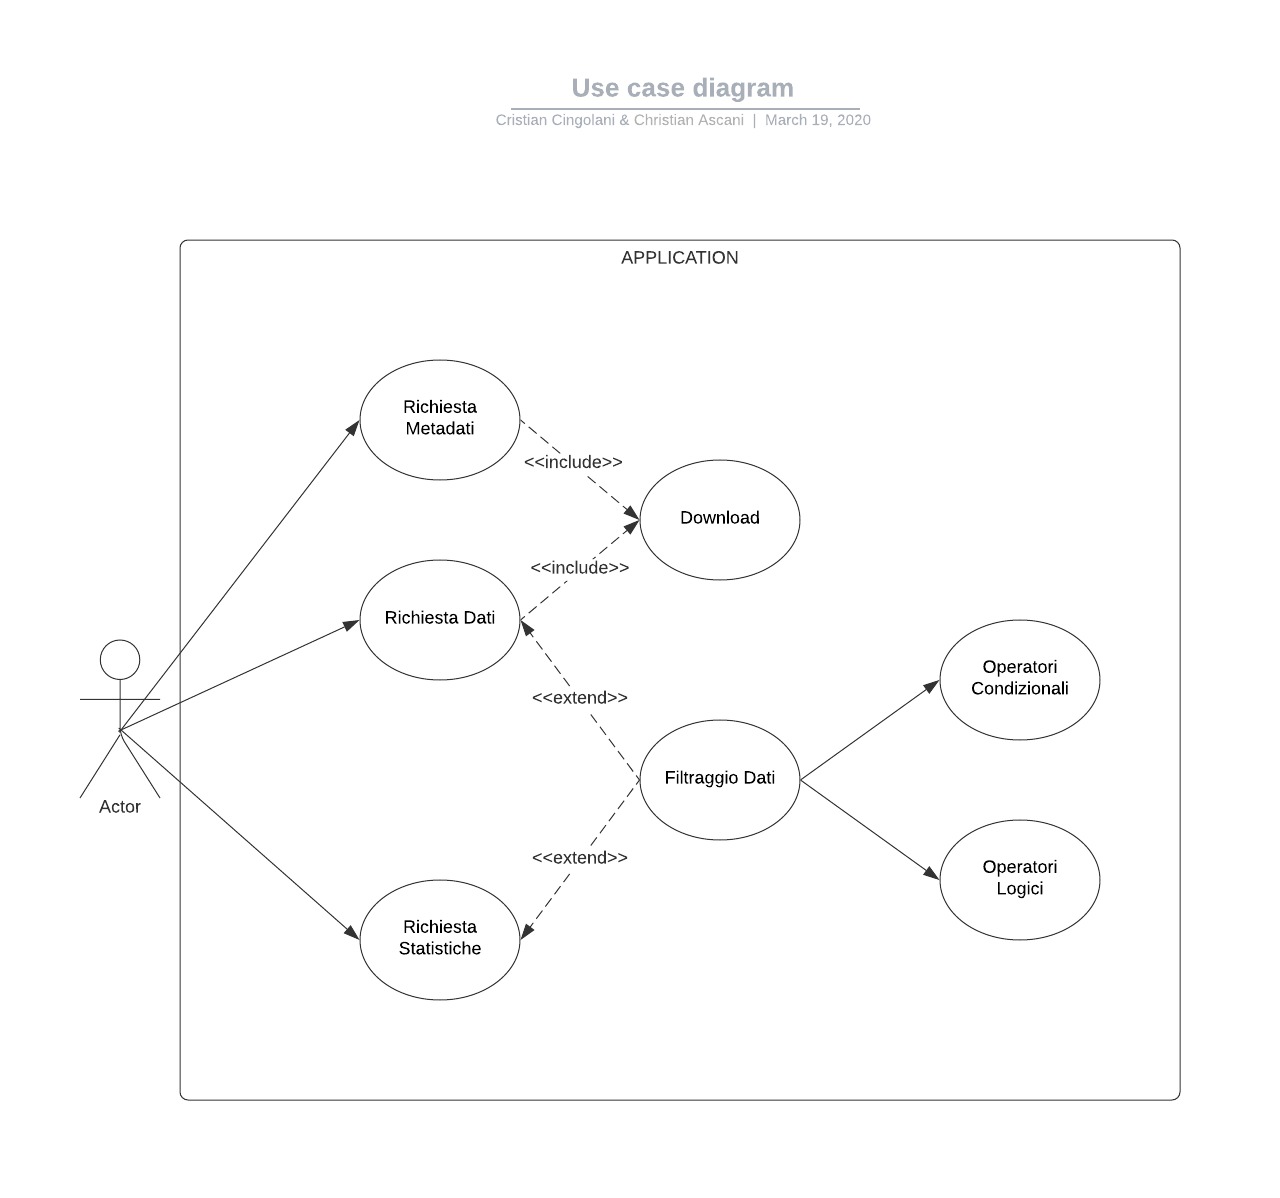 Use case diagram
Cristian Cingolani & Christian Ascani | March 19, 2020
APPLICATION
Richiesta
Metadati
<<include>>
Download
<<include>>
Richiesta Dati
Operatori
Condizionali
<<extend>>
Filtraggio Dati
Actor
<<extend>>
Operatori
Logici
Richiesta
Statistiche